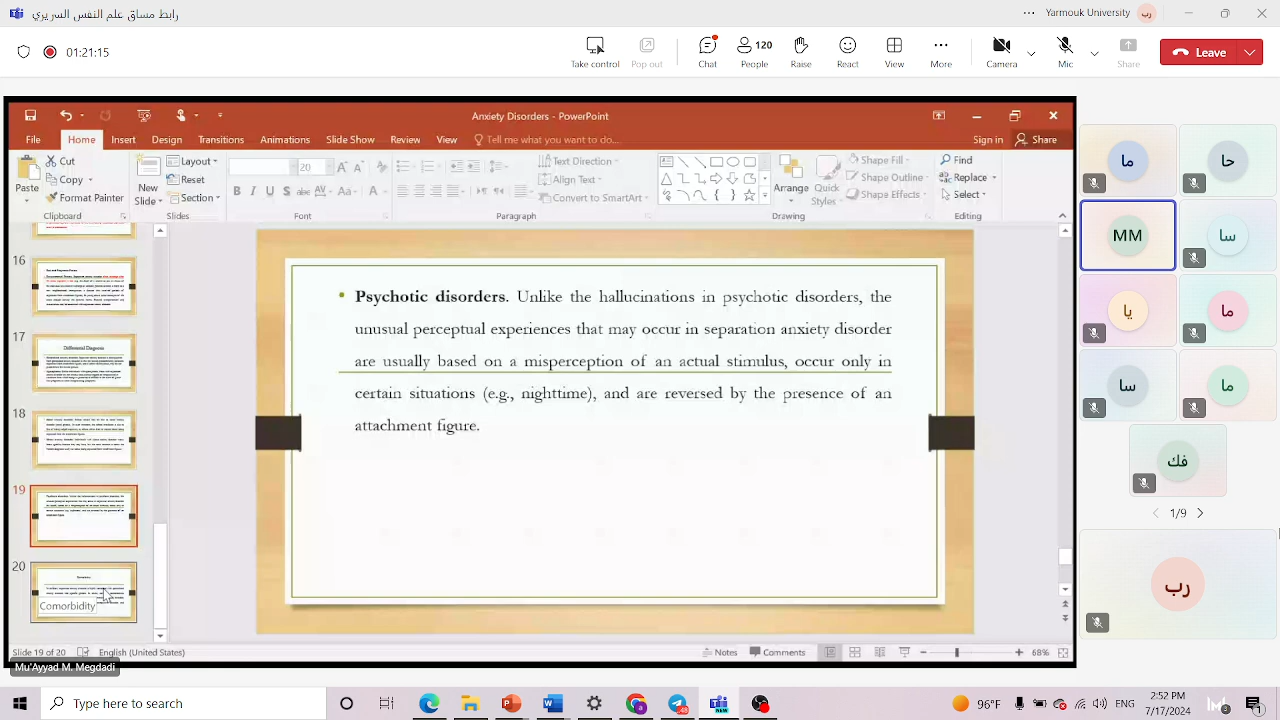 رب
01:21:15
Take control
Pop out
Chat
120
People
Raise
React
View
More
Camera
Mic
Share
Leave
Anxiety Disorders - PowerPoint
File
Home
Insert
Design
Transitions
Animations
Slide Show
Review
View
Tell me what you want to do...
Sign in
Share
Paste
Cut
Copy
Format Painter
Clipboard
New
Slide
Layout
Reset
Section
Slides
20
Font
Text Direction
Align Text
Convert to SmartArt
Paragraph
Arrange
Quick
Styles
Shape Fill
Shape Outline
Shape Effects
Drawing
Find
Replace
Select
Editing
16
17
Differential Diagnosis
18
19
20
Comorbidity
• Psychotic disorders. Unlike the hallucinations in psychotic disorders, the
unusual perceptual experiences that may occur in separation anxiety disorder
are usually based on a misperception of an actual stimulus, occur only in
certain situations (e.g., nighttime), and are reversed by the presence of an
attachment figure.
ما
حا
MM
سا
يا
ما
سا
ما
فك
1/9
رب
Slide 19 of 20
English (United States)
Notes
Comments
68%
Mu'Ayyad M. Megdadi
Type here to search
NEW
96°F
ENG
2:52 PM
7/17/2024